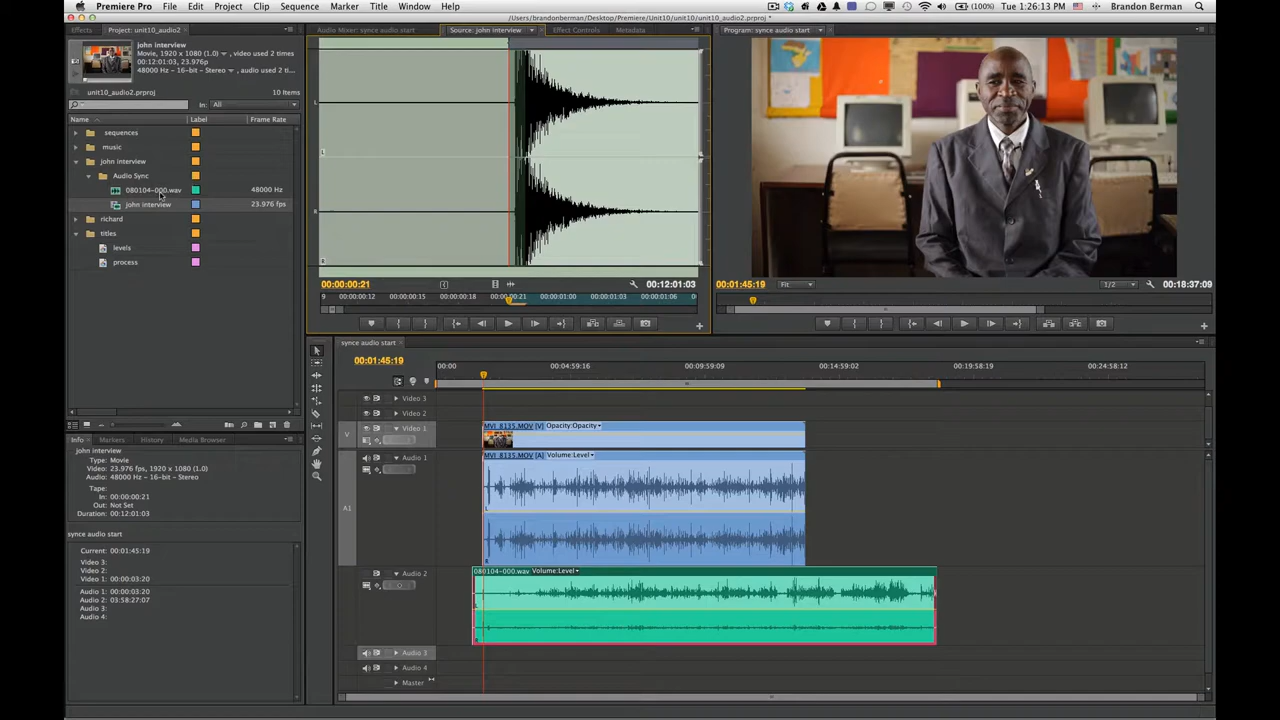 Premiere Pro File Edit Project Clip Sequence Marker Title Window Help (100%) Tue 1:26:13 PM Brandon Berman
/Users/brandonberman/Desktop/Premiere/Unit10/unit10/unit10_audio2.prproj *
Effects Project: unit10_audio2
john interview
Movie, 1920 x 1080 (1.0) , video used 2 times
00:12:01:03, 23.976p
48000 Hz - 16-bit - Stereo , audio used 2 ti...
unit10_audio2.prproj 10 Items
In: All
Name Label Frame Rate
sequences
music
john interview
Audio Sync
080104-000.wav 48000 Hz
john interview 23.976 fps
richard
titles
levels
process
Audio Mixer: synce audio start Source: john interview Effect Controls Metadata
L
L
R
R
00:00:00:21 00:12:01:03
9 00:00:00:12 00:00:00:15 00:00:00:18 00:00:00:21 00:00:01:00 00:00:01:03 00:00:01:06
Program: synce audio start
00:01:45:19 Fit 1/2 00:18:37:09
Info Markers History Media Browser
john interview
Type: Movie
Video: 23.976 fps, 1920 x 1080 (1.0)
Audio: 48000 Hz - 16-bit - Stereo
Tape:
In: 00:00:00:21
Out: Not Set
Duration: 00:12:01:03
synce audio start
Current: 00:01:45:19
Video 3:
Video 2:
Video 1: 00:00:03:20
Audio 1: 00:00:03:20
Audio 2: 03:58:27:07
Audio 3:
Audio 4:
synce audio start
00:01:45:19
00:00 00:04:59:16 00:09:59:09 00:14:59:02 00:19:58:19 00:24:58:12
Video 3
Video 2
V Video 1 MVI_8135.MOV [V] Opacity:Opacity
A1 Audio 1 MVI_8135.MOV [A] Volume:Level
L
R
Audio 2 080104-000.wav Volume:Level
L
R
Audio 3
Audio 4
Master